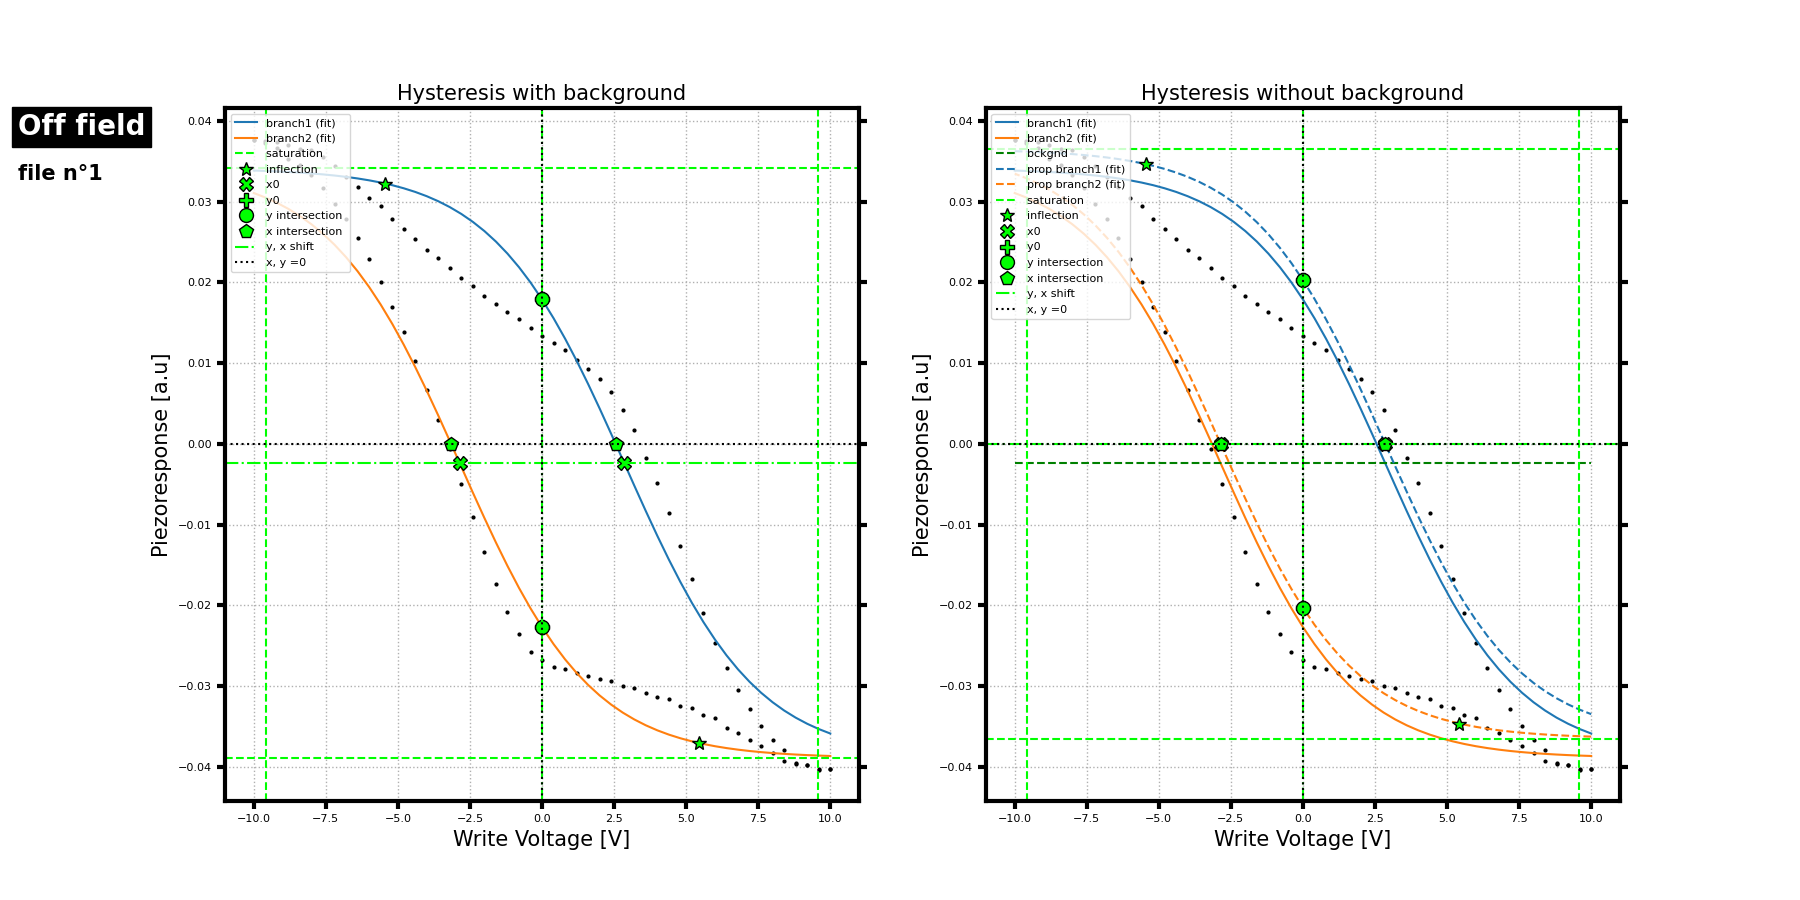 Off field
file n°1
Hysteresis with background
branch1 (fit)
branch2 (fit)
saturation
inflection
x0
y0
y intersection
x intersection
y, x shift
x, y =0
0.04
0.03
0.02
0.01
0.00
−0.01
−0.02
−0.03
−0.04
Piezoresponse [a.u]
−10.0 −7.5 −5.0 −2.5 0.0 2.5 5.0 7.5 10.0
Write Voltage [V]
Hysteresis without background
branch1 (fit)
branch2 (fit)
bckgnd
prop branch1 (fit)
prop branch2 (fit)
saturation
inflection
x0
y0
y intersection
x intersection
y, x shift
x, y =0
0.04
0.03
0.02
0.01
0.00
−0.01
−0.02
−0.03
−0.04
Piezoresponse [a.u]
−10.0 −7.5 −5.0 −2.5 0.0 2.5 5.0 7.5 10.0
Write Voltage [V]